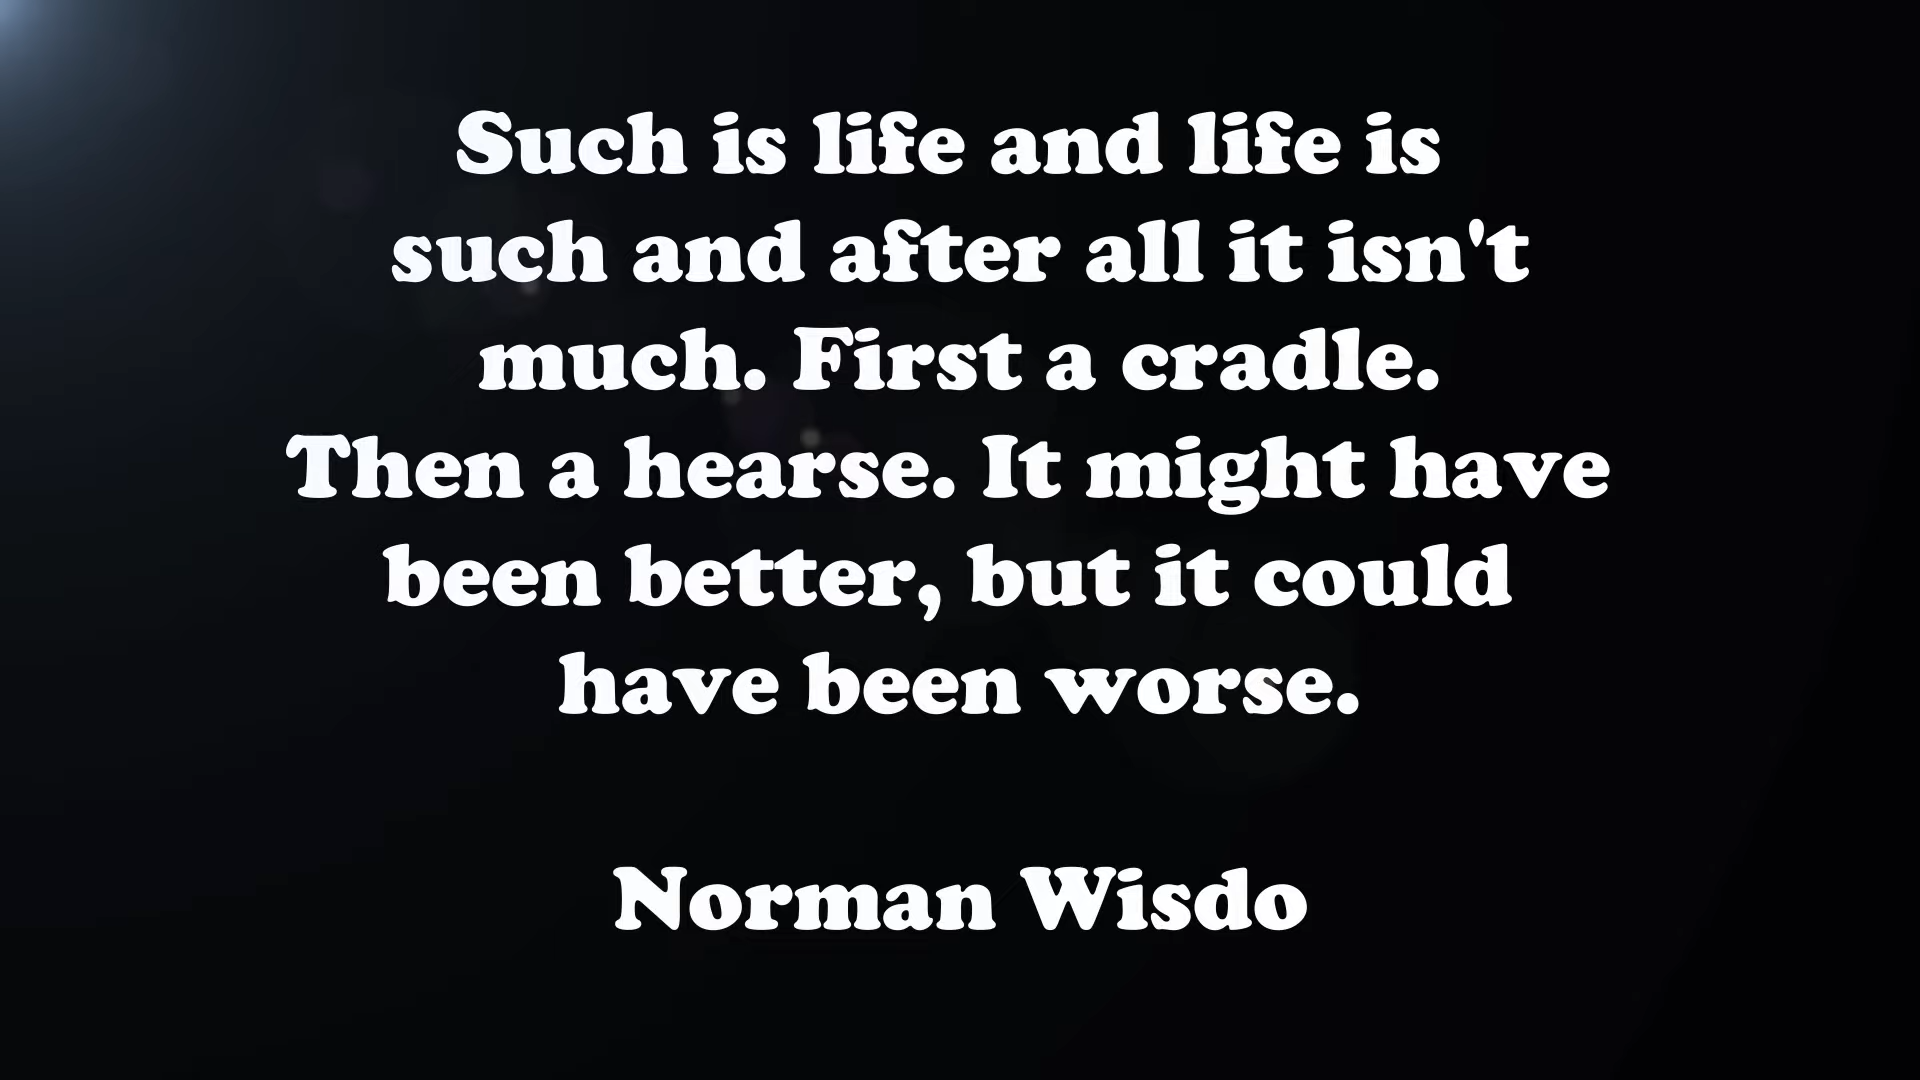 Such is life and life is
such and after all it isn't
much. First a cradle.
Then a hearse. It might have
been better, but it could
have been worse.
Norman Wisdo